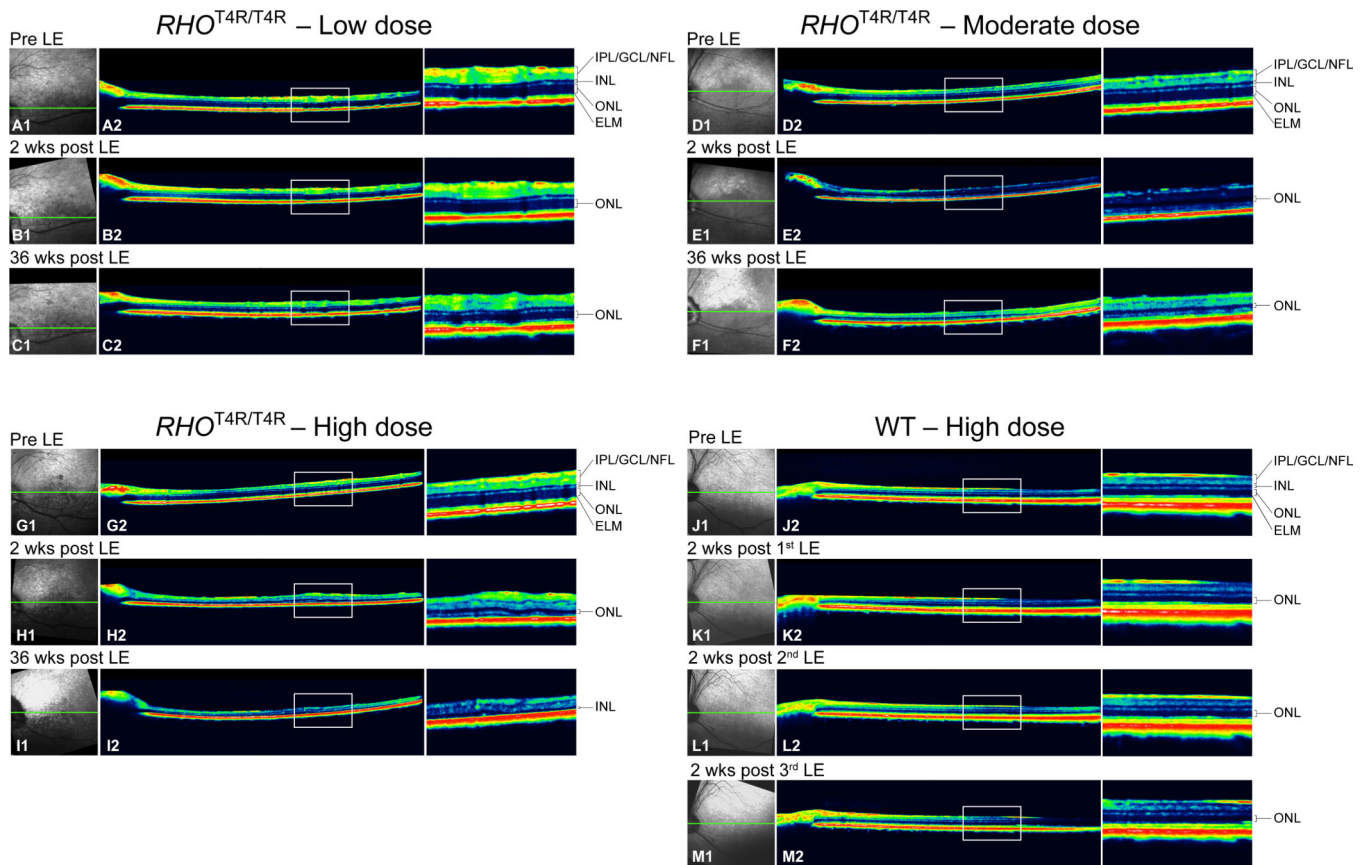 RHO^T4R/T4R – Low dose
Pre LE
A1
A2
IPL/GCL/NFL
INL
ONL
ELM
2 wks post LE
B1
B2
ONL
36 wks post LE
C1
C2
ONL
RHO^T4R/T4R – Moderate dose
Pre LE
D1
D2
IPL/GCL/NFL
INL
ONL
ELM
2 wks post LE
E1
E2
ONL
36 wks post LE
F1
F2
ONL
RHO^T4R/T4R – High dose
Pre LE
G1
G2
IPL/GCL/NFL
INL
ONL
ELM
2 wks post LE
H1
H2
ONL
36 wks post LE
I1
I2
INL
WT – High dose
Pre LE
J1
J2
IPL/GCL/NFL
INL
ONL
ELM
2 wks post 1st LE
K1
K2
ONL
2 wks post 2nd LE
L1
L2
ONL
2 wks post 3rd LE
M1
M2
ONL